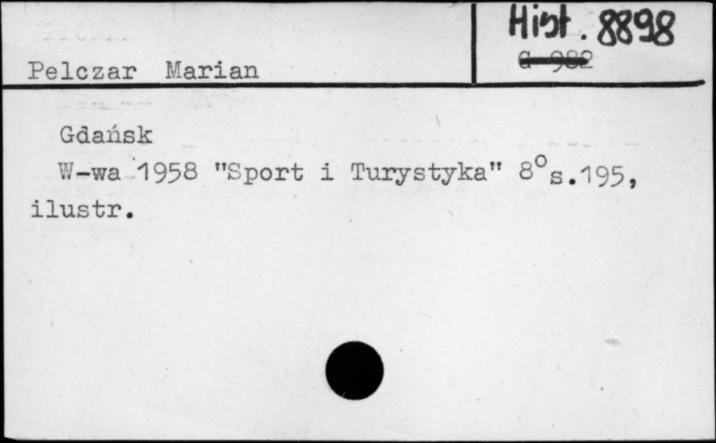 Hist. 8898
G 982
Pelczar Marian
Gdańsk
W-wa 1958 "Sport i Turystyka" 8° s.195,
ilustr.